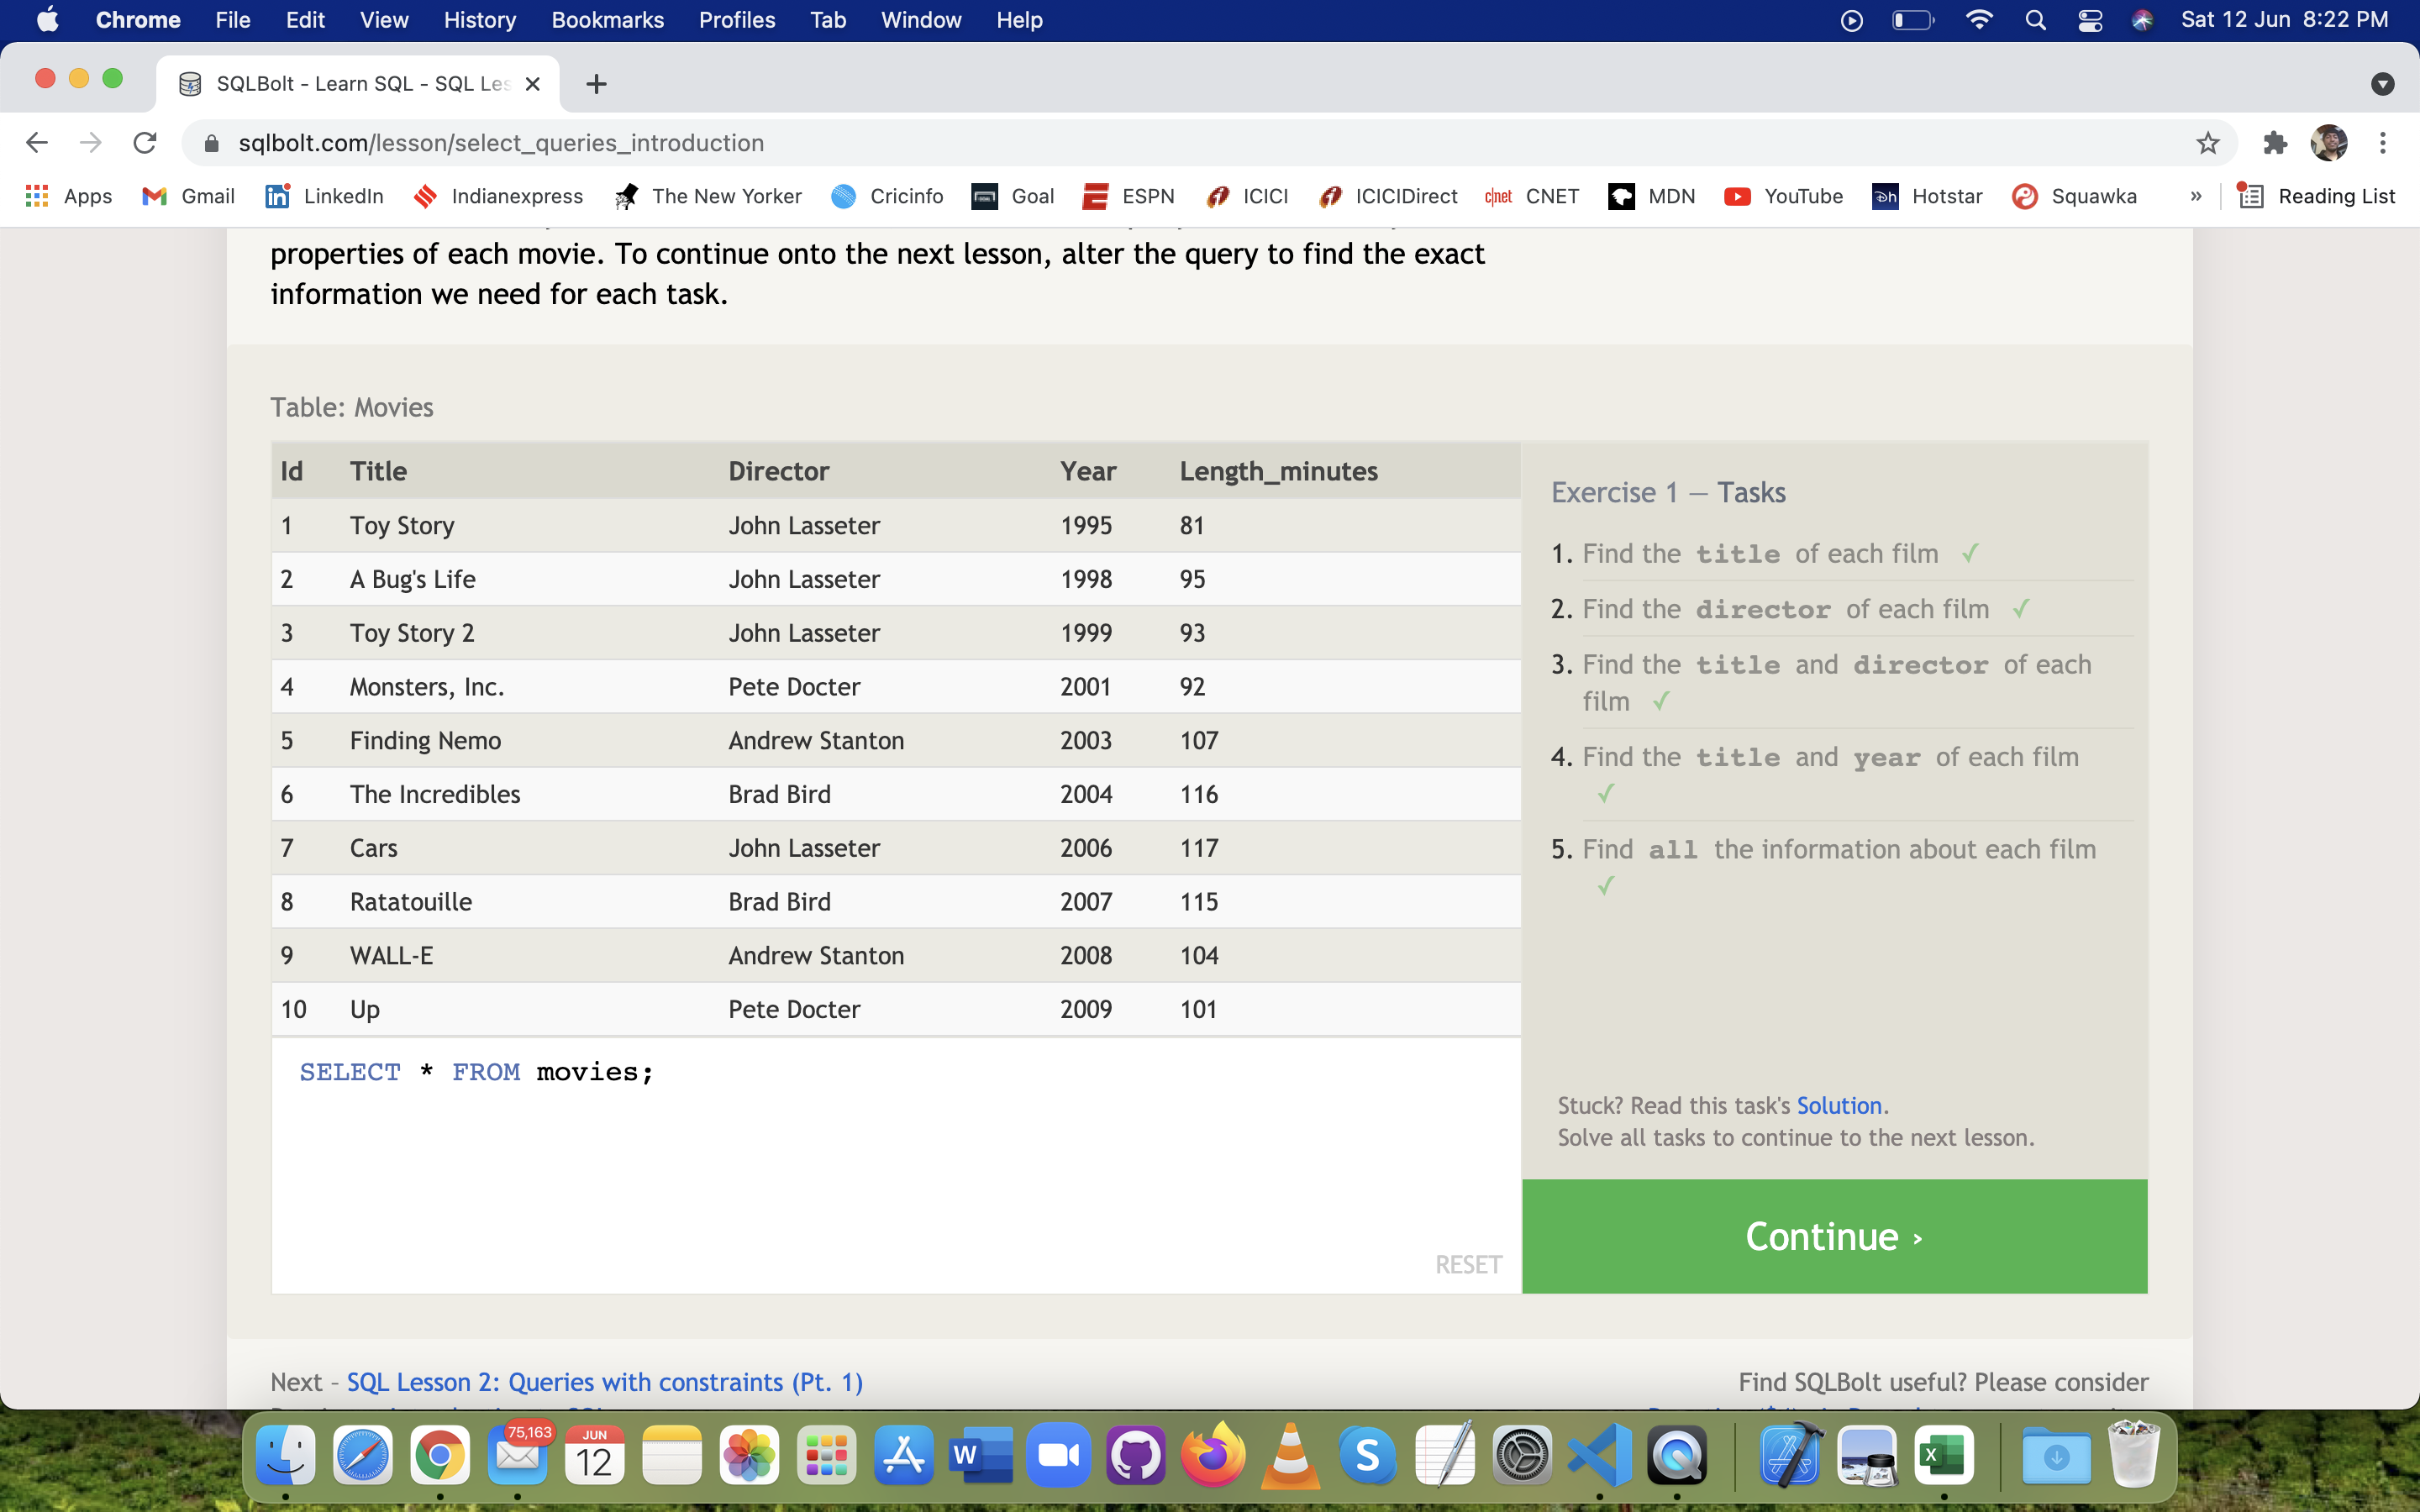 Chrome File Edit View History Bookmarks Profiles Tab Window Help Sat 12 Jun 8:22 PM
SQLBolt - Learn SQL - SQL Les
sqlbolt.com/lesson/select_queries_introduction
Apps Gmail LinkedIn Indianexpress The New Yorker Cricinfo Goal ESPN ICICI ICICIDirect CNET MDN YouTube Hotstar Squawka » Reading List
properties of each movie. To continue onto the next lesson, alter the query to find the exact
information we need for each task.
Table: Movies
Id Title Director Year Length_minutes
1 Toy Story John Lasseter 1995 81
2 A Bug's Life John Lasseter 1998 95
3 Toy Story 2 John Lasseter 1999 93
4 Monsters, Inc. Pete Docter 2001 92
5 Finding Nemo Andrew Stanton 2003 107
6 The Incredibles Brad Bird 2004 116
7 Cars John Lasseter 2006 117
8 Ratatouille Brad Bird 2007 115
9 WALL-E Andrew Stanton 2008 104
10 Up Pete Docter 2009 101
SELECT * FROM movies;
RESET
Exercise 1 — Tasks
1. Find the title of each film ✓
2. Find the director of each film ✓
3. Find the title and director of each
film ✓
4. Find the title and year of each film
✓
5. Find all the information about each film
✓
Stuck? Read this task's Solution.
Solve all tasks to continue to the next lesson.
Continue ›
Next – SQL Lesson 2: Queries with constraints (Pt. 1)
Find SQLBolt useful? Please consider
75,163
JUN
12